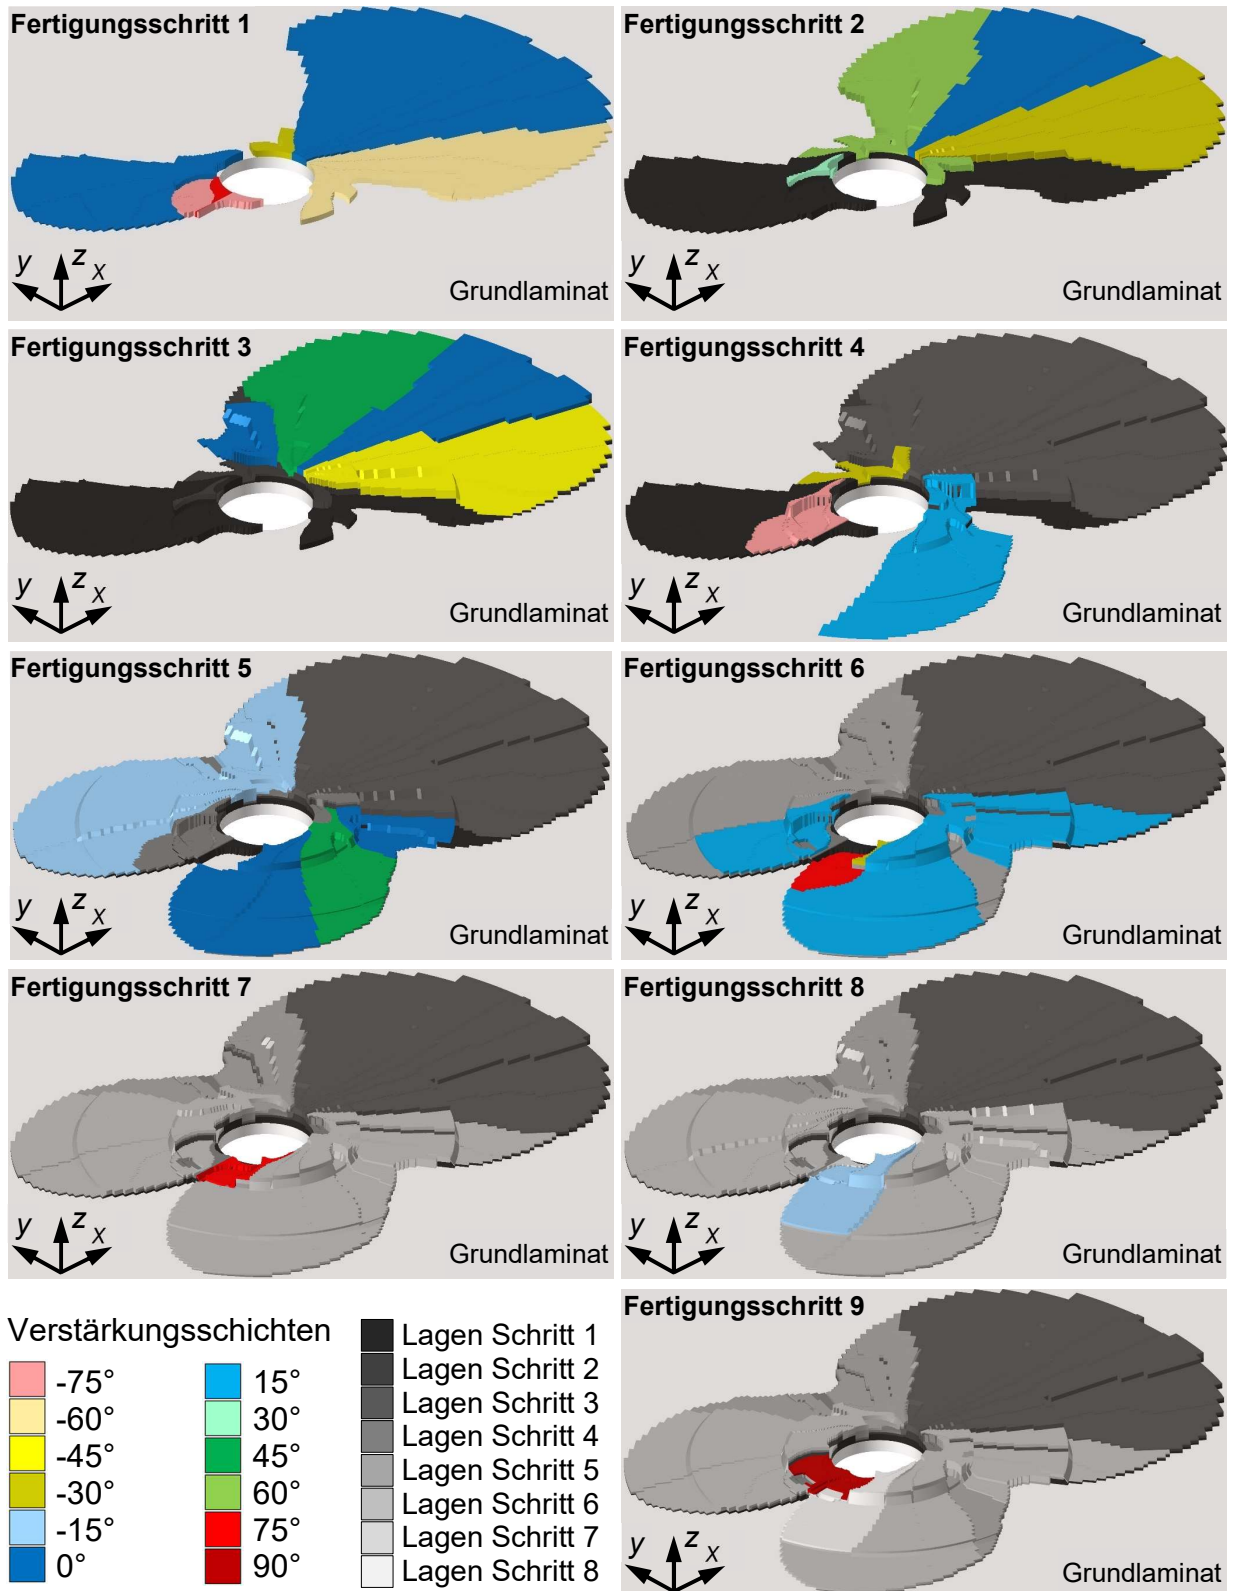 Fertigungsschritt 1
y z x
Grundlaminat
Fertigungsschritt 2
y z x
Grundlaminat
Fertigungsschritt 3
y z x
Grundlaminat
Fertigungsschritt 4
y z x
Grundlaminat
Fertigungsschritt 5
y z x
Grundlaminat
Fertigungsschritt 6
y z x
Grundlaminat
Fertigungsschritt 7
y z x
Grundlaminat
Fertigungsschritt 8
y z x
Grundlaminat
Fertigungsschritt 9
y z x
Grundlaminat
Verstärkungsschichten
-75°
-60°
-45°
-30°
-15°
0°
15°
30°
45°
60°
75°
90°
Lagen Schritt 1
Lagen Schritt 2
Lagen Schritt 3
Lagen Schritt 4
Lagen Schritt 5
Lagen Schritt 6
Lagen Schritt 7
Lagen Schritt 8